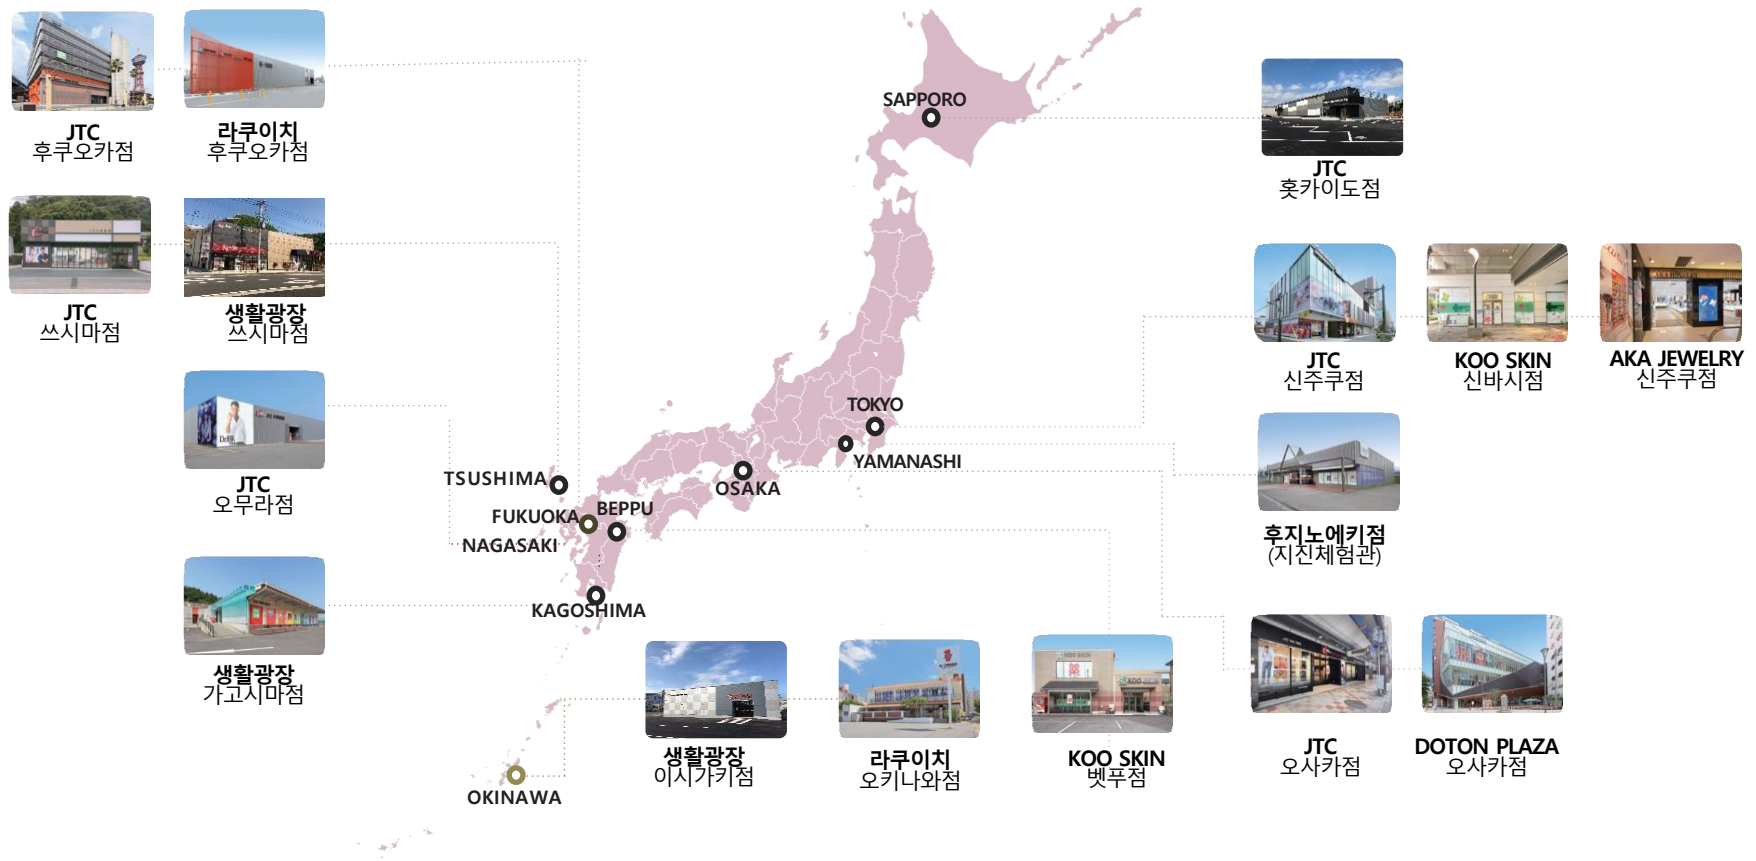 JTC
후쿠오카점
라쿠이치
후쿠오카점
SAPPORO
JTC
홋카이도점
JTC
쓰시마점
생활광장
쓰시마점
JTC
신주쿠점
KOO SKIN
신바시점
AKA JEWELRY
신주쿠점
TOKYO
YAMANASHI
OSAKA
TSUSHIMA
FUKUOKA
BEPPU
NAGASAKI
KAGOSHIMA
JTC
오무라점
후지노에키점
(지진체험관)
생활광장
가고시마점
OKINAWA
생활광장
이시가키점
라쿠이치
오키나와점
KOO SKIN
KOO SKIN
KOO SKIN
벳푸점
JTC
오사카점
DOTON PLAZA
오사카점